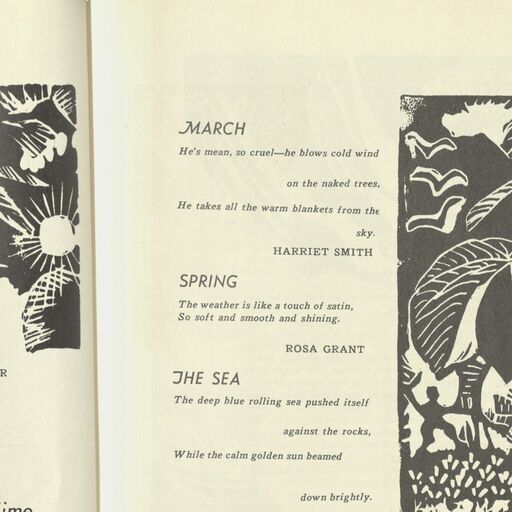 MARCH
He's mean, so cruel—he blows cold wind
on the naked trees,
He takes all the warm blankets from the
sky.
HARRIET SMITH
SPRING
The weather is like a touch of satin,
So soft and smooth and shining.
ROSA GRANT
THE SEA
The deep blue rolling sea pushed itself
against the rocks,
While the calm golden sun beamed
down brightly.
R